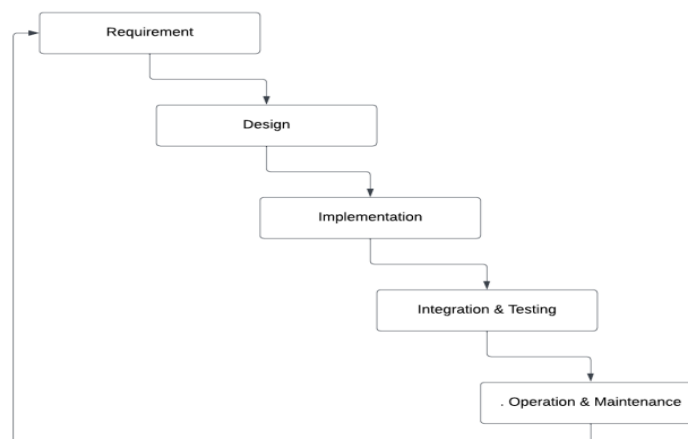 Requirement
Design
Implementation
Integration & Testing
. Operation & Maintenance